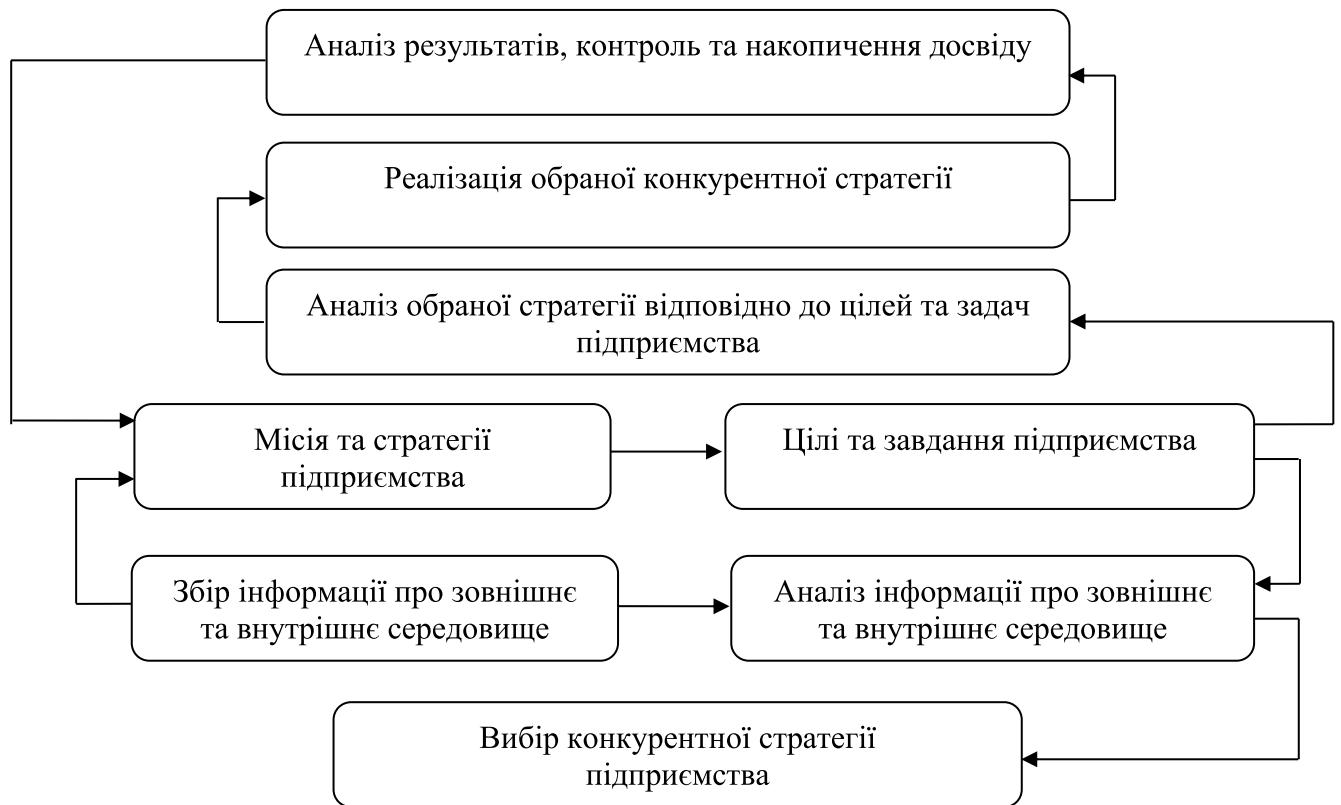 Аналіз результатів, контроль та накопичення досвіду
Реалізація обраної конкурентної стратегії
Аналіз обраної стратегії відповідно до цілей та задач
підприємства
Місія та стратегії
підприємства
Цілі та завдання підприємства
Збір інформації про зовнішнє
та внутрішнє середовище
Аналіз інформації про зовнішнє
та внутрішнє середовище
Вибір конкурентної стратегії
підприємства